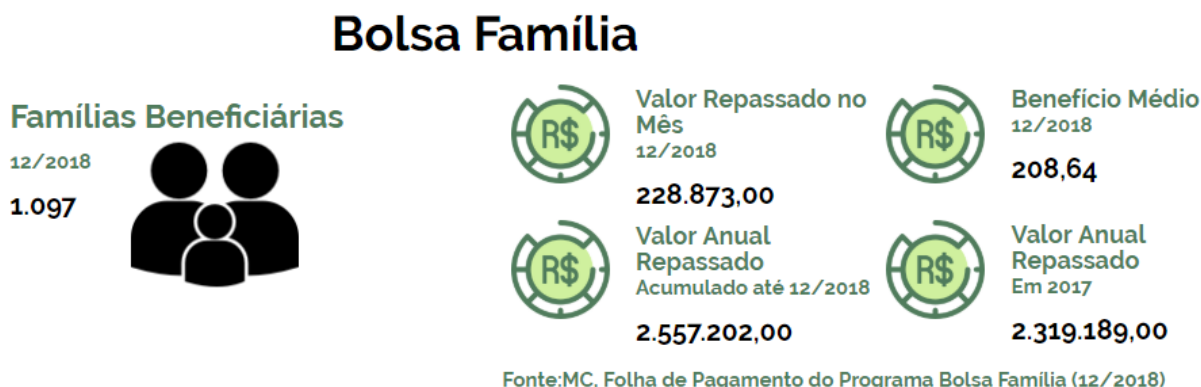 Bolsa Família
Famílias Beneficiárias
12/2018
1.097
R$
Valor Repassado no
Mês
12/2018
228.873,00
R$
Benefício Médio
12/2018
208,64
R$
Valor Anual
Repassado
Acumulado até 12/2018
2.557.202,00
R$
Valor Anual
Repassado
Em 2017
2.319.189,00
Fonte:MC, Folha de Pagamento do Programa Bolsa Família (12/2018)